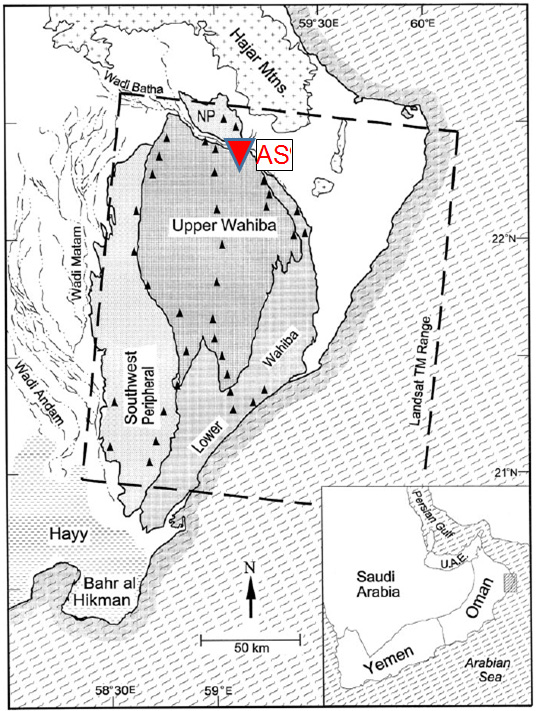 59°30'E
60°E
Hajar Mtns
Wadi Batha
NP
AS
Upper Wahiba
22°N
Wadi Matam
Landsat TM Range
Wahiba
Southwest
Peripheral
Wadi Andam
Lower
21°N
Hayy
Bahr al
Hikman
N
50 km
58°30'E
59°E
Persian Gulf
U.A.E.
Saudi
Arabia
Oman
Yemen
Arabian
Sea